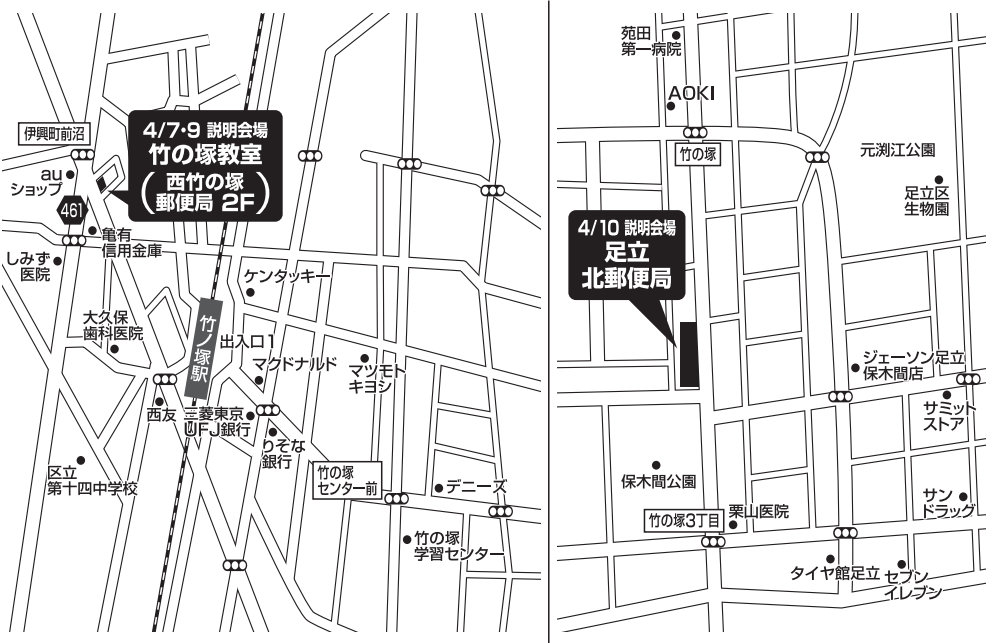 伊興町前沼
4/7・9 説明会場
竹の塚教室
(西竹の塚
郵便局 2F)
au
ショップ
461
亀有
信用金庫
しみず
医院
ケンタッキー
大久保
歯科医院
竹ノ塚駅
出入口1
マクドナルド
マツモト
キヨシ
西友
三菱東京
UFJ銀行
りそな
銀行
区立
第十四中学校
竹の塚
センター前
デニーズ
竹の塚
学習センター
苑田
第一病院
AOKI
竹の塚
元渕江公園
足立区
生物園
4/10 説明会場
足立
北郵便局
ジェーソン足立
保木間店
サミット
ストア
保木間公園
サン
ドラッグ
竹の塚3丁目
栗山医院
タイヤ館足立
セブン
イレブン